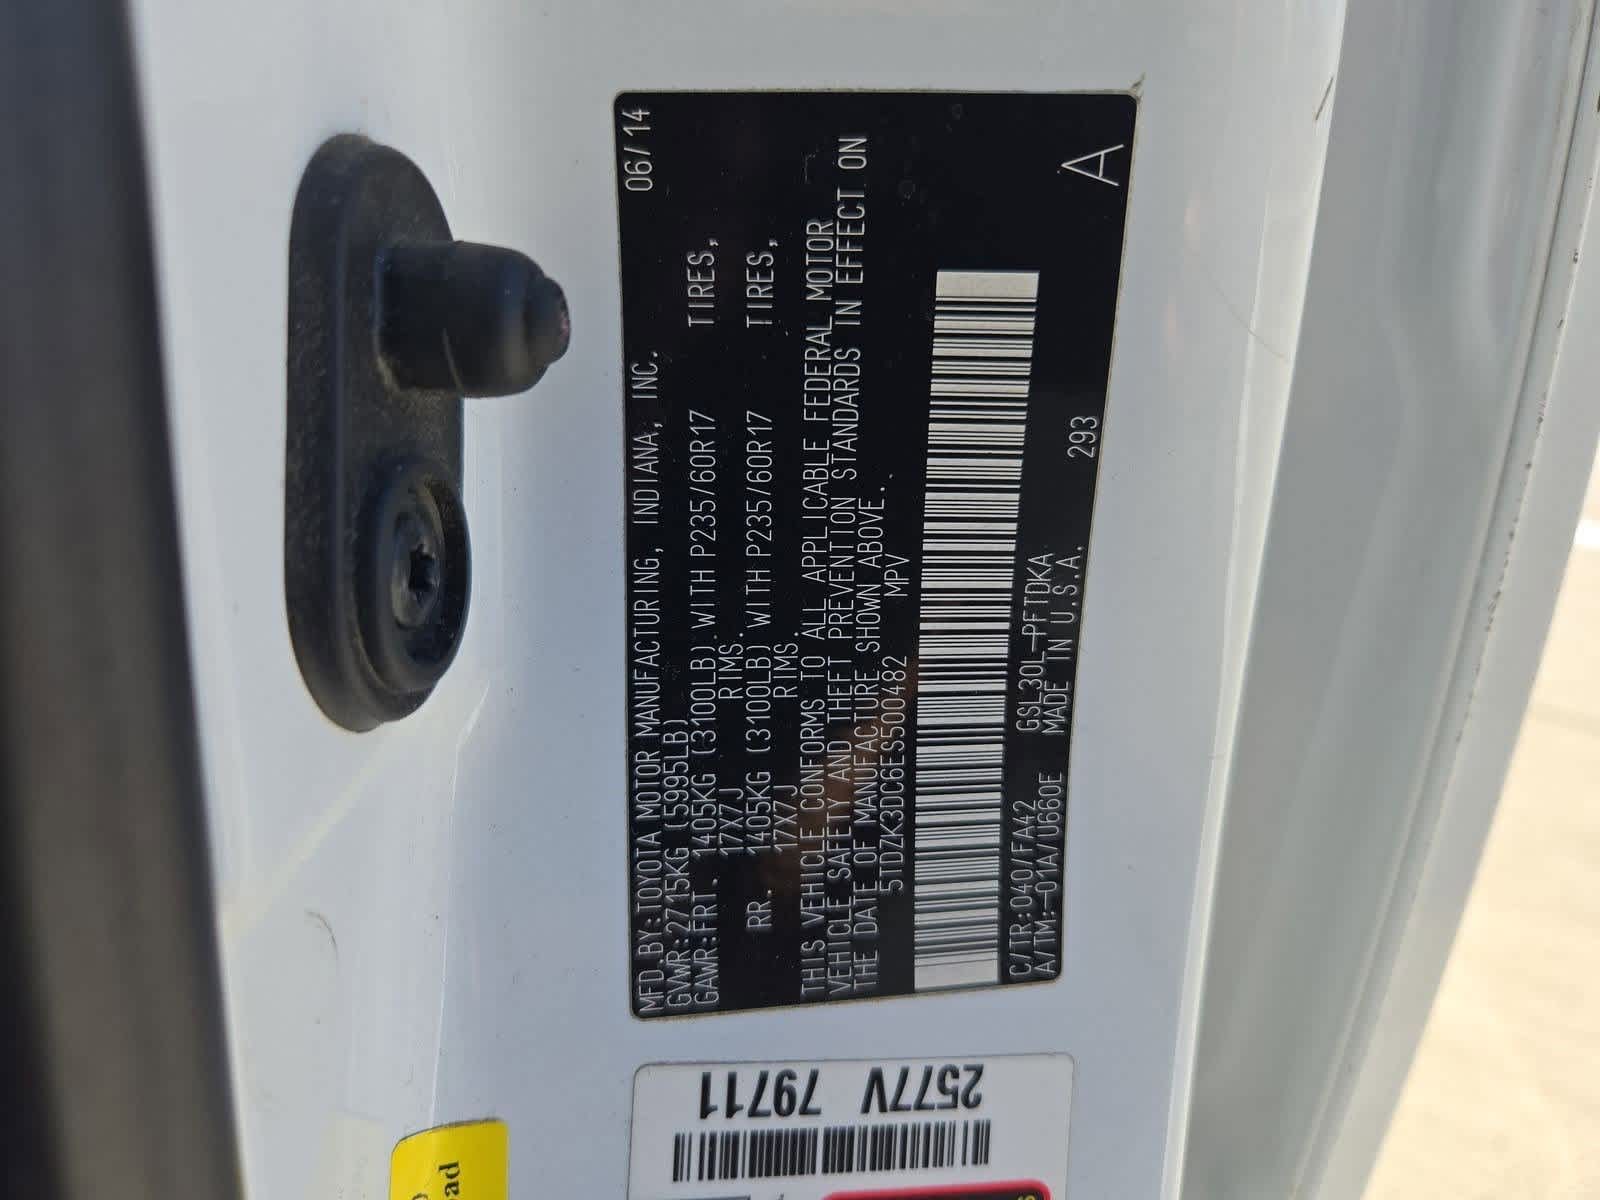 MFD.BY:TOYOTA MOTOR MANUFACTURING, INDIANA, INC. 06/14
GVWR:2715KG (5995LB)
GAWR:FRT. 1405KG (3100LB) WITH P235/60R17 TIRES,
17X7J RIMS.
RR. 1405KG (3100LB) WITH P235/60R17 TIRES,
17X7J RIMS.
THIS VEHICLE CONFORMS TO ALL APPLICABLE FEDERAL MOTOR
VEHICLE SAFETY AND THEFT PREVENTION STANDARDS IN EFFECT ON
THE DATE OF MANUFACTURE SHOWN ABOVE.
5TDZK3DC6ES500482 MPV
C/TR:040/FA42 GSL30L-PFTDKA
A/TM:-01A/U660E MADE IN U.S.A. 293
A
2577V 79711